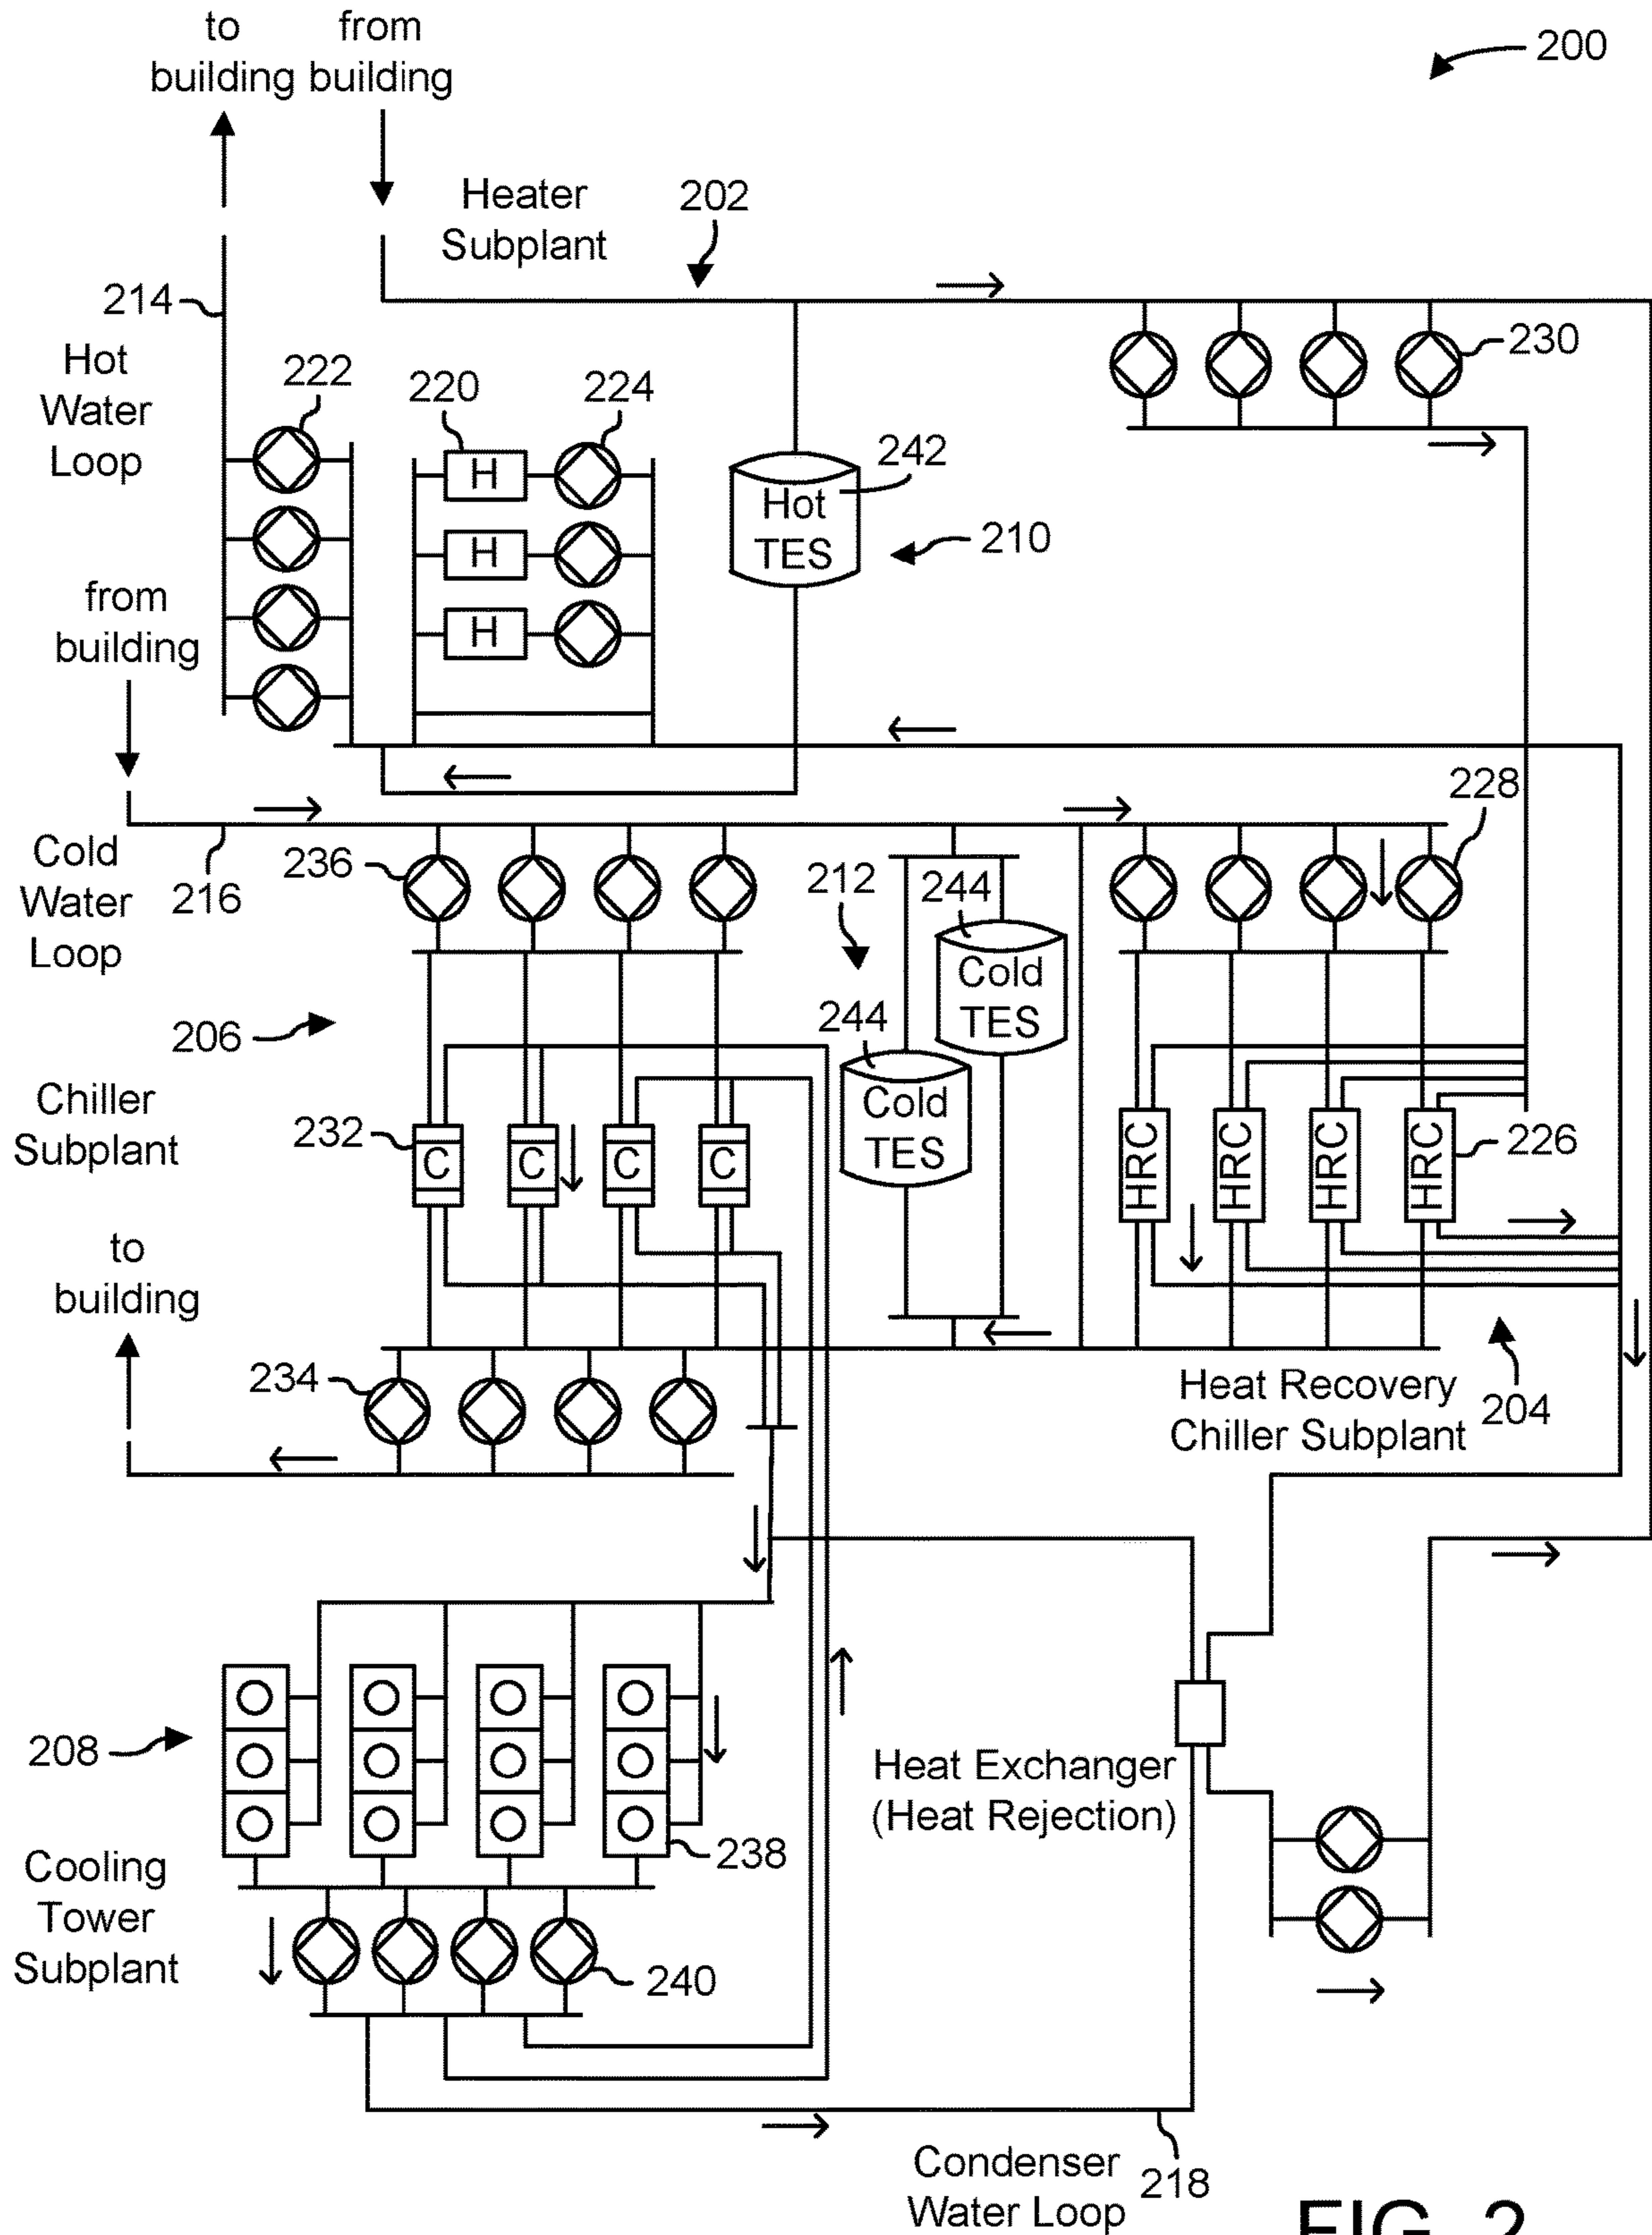 to
building
from
building
200
Heater
Subplant
202
214
Hot
Water
Loop
222
220
224
230
H
H
H
Hot
TES
242
210
from
building
228
Cold
Water
Loop
216
236
212
244
Cold
TES
244
Cold
TES
206
Chiller
Subplant
232
C
C
C
C
HRC
HRC
HRC
HRC
226
to
building
234
Heat Recovery
Chiller Subplant
204
208
Heat Exchanger
(Heat Rejection)
238
Cooling
Tower
Subplant
240
Condenser
Water Loop
218
FIG. 2